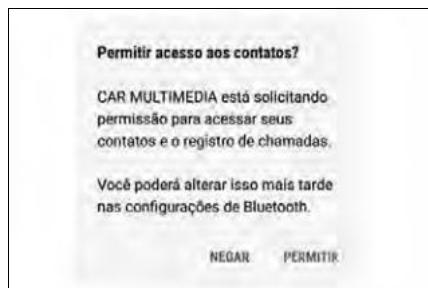 Permitir acesso aos contatos?
CAR MULTIMEDIA está solicitando
permissão para acessar seus
contatos e o registro de chamadas.
Você poderá alterar isso mais tarde
nas configurações de Bluetooth.
NEGAR PERMITIR